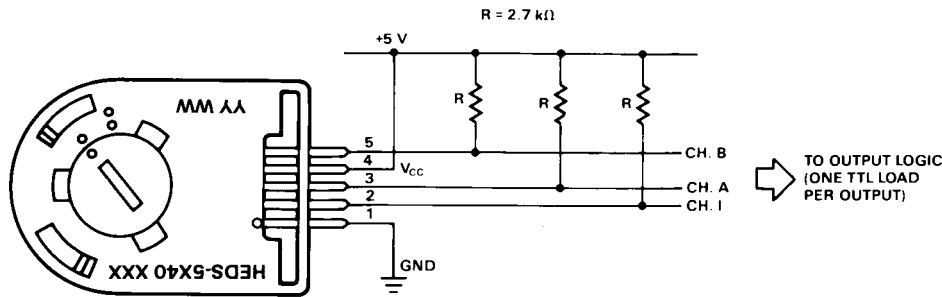 R = 2.7 kΩ
+5 V
R
R
R
YY WW
5
4
VCC
3
2
1
CH. B
CH. A
CH. I
TO OUTPUT LOGIC
(ONE TTL LOAD
PER OUTPUT)
GND
HEDS-5X40 XXX